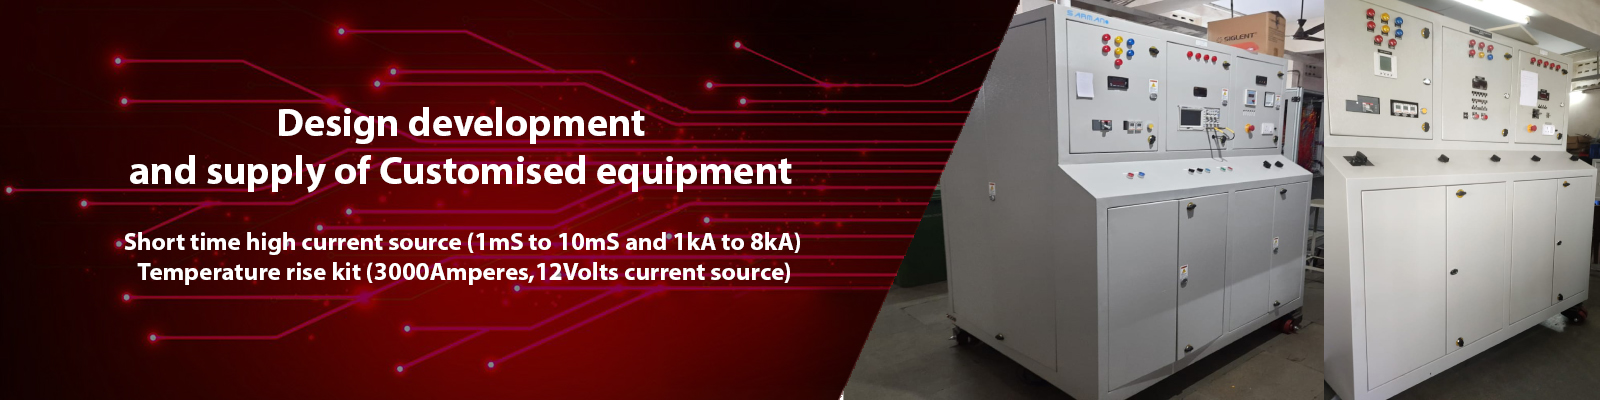 Design development
and supply of Customised equipment
Short time high current source (1mS to 10mS and 1kA to 8kA)
Temperature rise kit (3000Amperes,12Volts current source)
SIGLENT